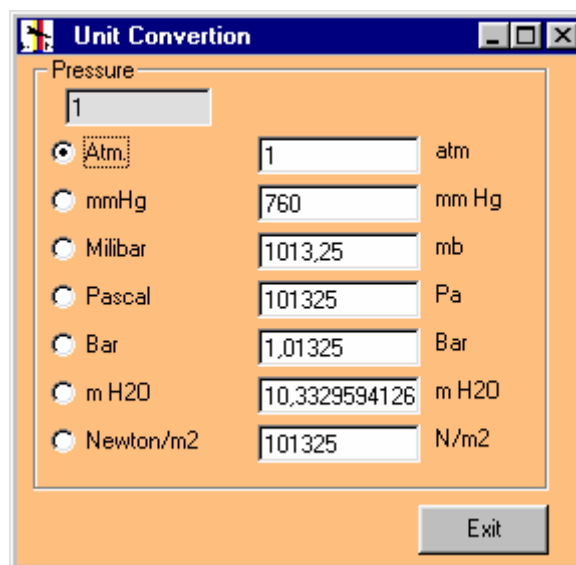 Unit Convertion
Pressure
1
Atm. 1 atm
mmHg 760 mm Hg
Milibar 1013,25 mb
Pascal 101325 Pa
Bar 1,01325 Bar
m H2O 10,3329594126 m H2O
Newton/m2 101325 N/m2
Exit